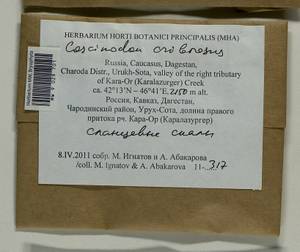 HERBARIUM HORTI BOTANICI PRINCIPALIS (MHA)
Coscinodon cribrosus
Russia, Caucasus, Dagestan,
Charoda Distr., Urukh-Sota, valley of the right tributary
of Kara-Or (Karalazurger) Creek
ca. 42°13'N – 46°41'E, 2150 m alt.
Россия, Кавказ, Дагестан,
Чародинский район, Урух-Сота, долина правого
притока рч. Кара-Ор (Каралазургер)
сланцевые скалы
8.IV.2011 собр. М. Игнатов и А. Абакарова
/coll. M. Ignatov & A. Abakarova 11-317